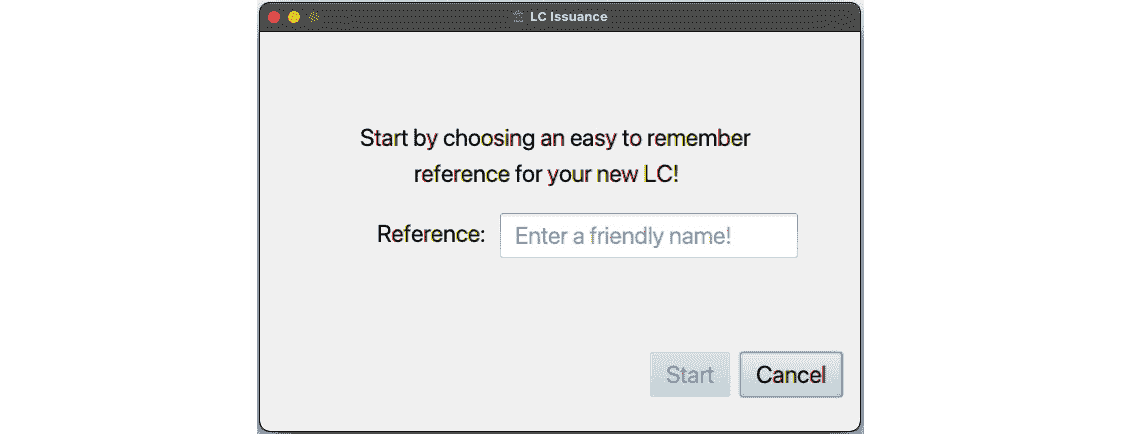 LC Issuance
Start by choosing an easy to remember
reference for your new LC!
Reference: Enter a friendly name!
Start Cancel